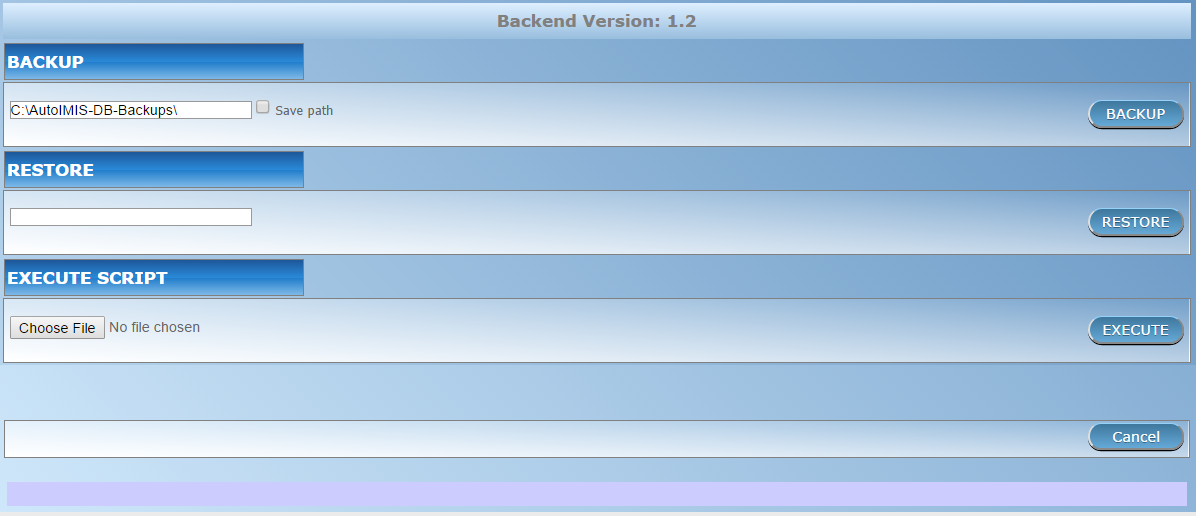 Backend Version: 1.2
BACKUP
C:\AutoIMIS-DB-Backups\ Save path BACKUP
RESTORE
RESTORE
EXECUTE SCRIPT
Choose File No file chosen EXECUTE
Cancel